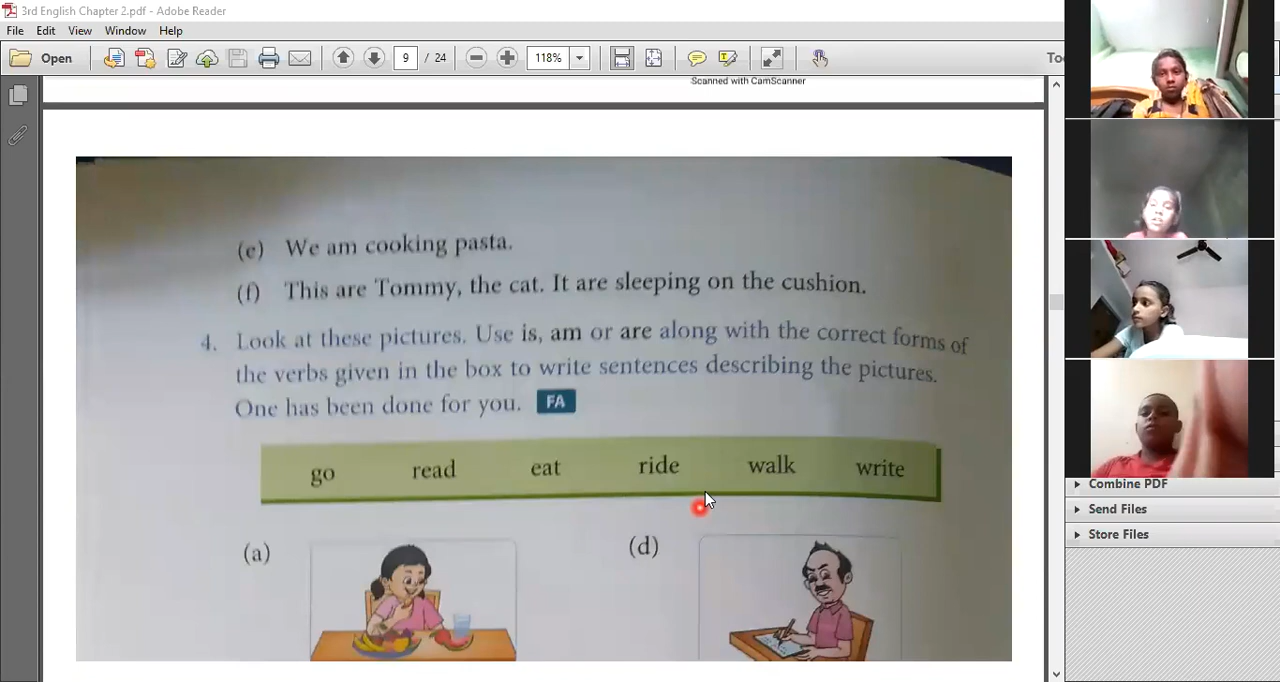 3rd English Chapter 2.pdf - Adobe Reader
File Edit View Window Help
Open 9 / 24 118%
Scanned with CamScanner
(e) We am cooking pasta.
(f) This are Tommy, the cat. It are sleeping on the cushion.
4. Look at these pictures. Use is, am or are along with the correct forms of
the verbs given in the box to write sentences describing the pictures.
One has been done for you. FA
go read eat ride walk write
(a) (d)
Combine PDF
Send Files
Store Files